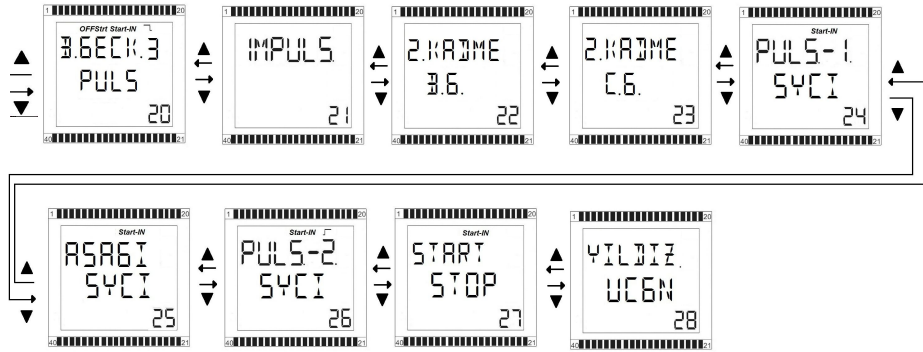 1 20
OFFStrt Start-IN
B.GECK.3
PULS
20
40 21
1 20
IMPULS.
21
40 21
1 20
2.KADME
B.G.
22
40 21
1 20
2.KADME
C.G.
23
40 21
1 20
Start-IN
PULS-1.
SYCI
24
40 21
1 20
Start-IN
ASAGI
SYCI
25
40 21
1 20
Start-IN
PULS-2.
SYCI
26
40 21
1 20
Start-IN
START
STOP
27
40 21
1 20
YILDIZ.
UCGN
28
40 21